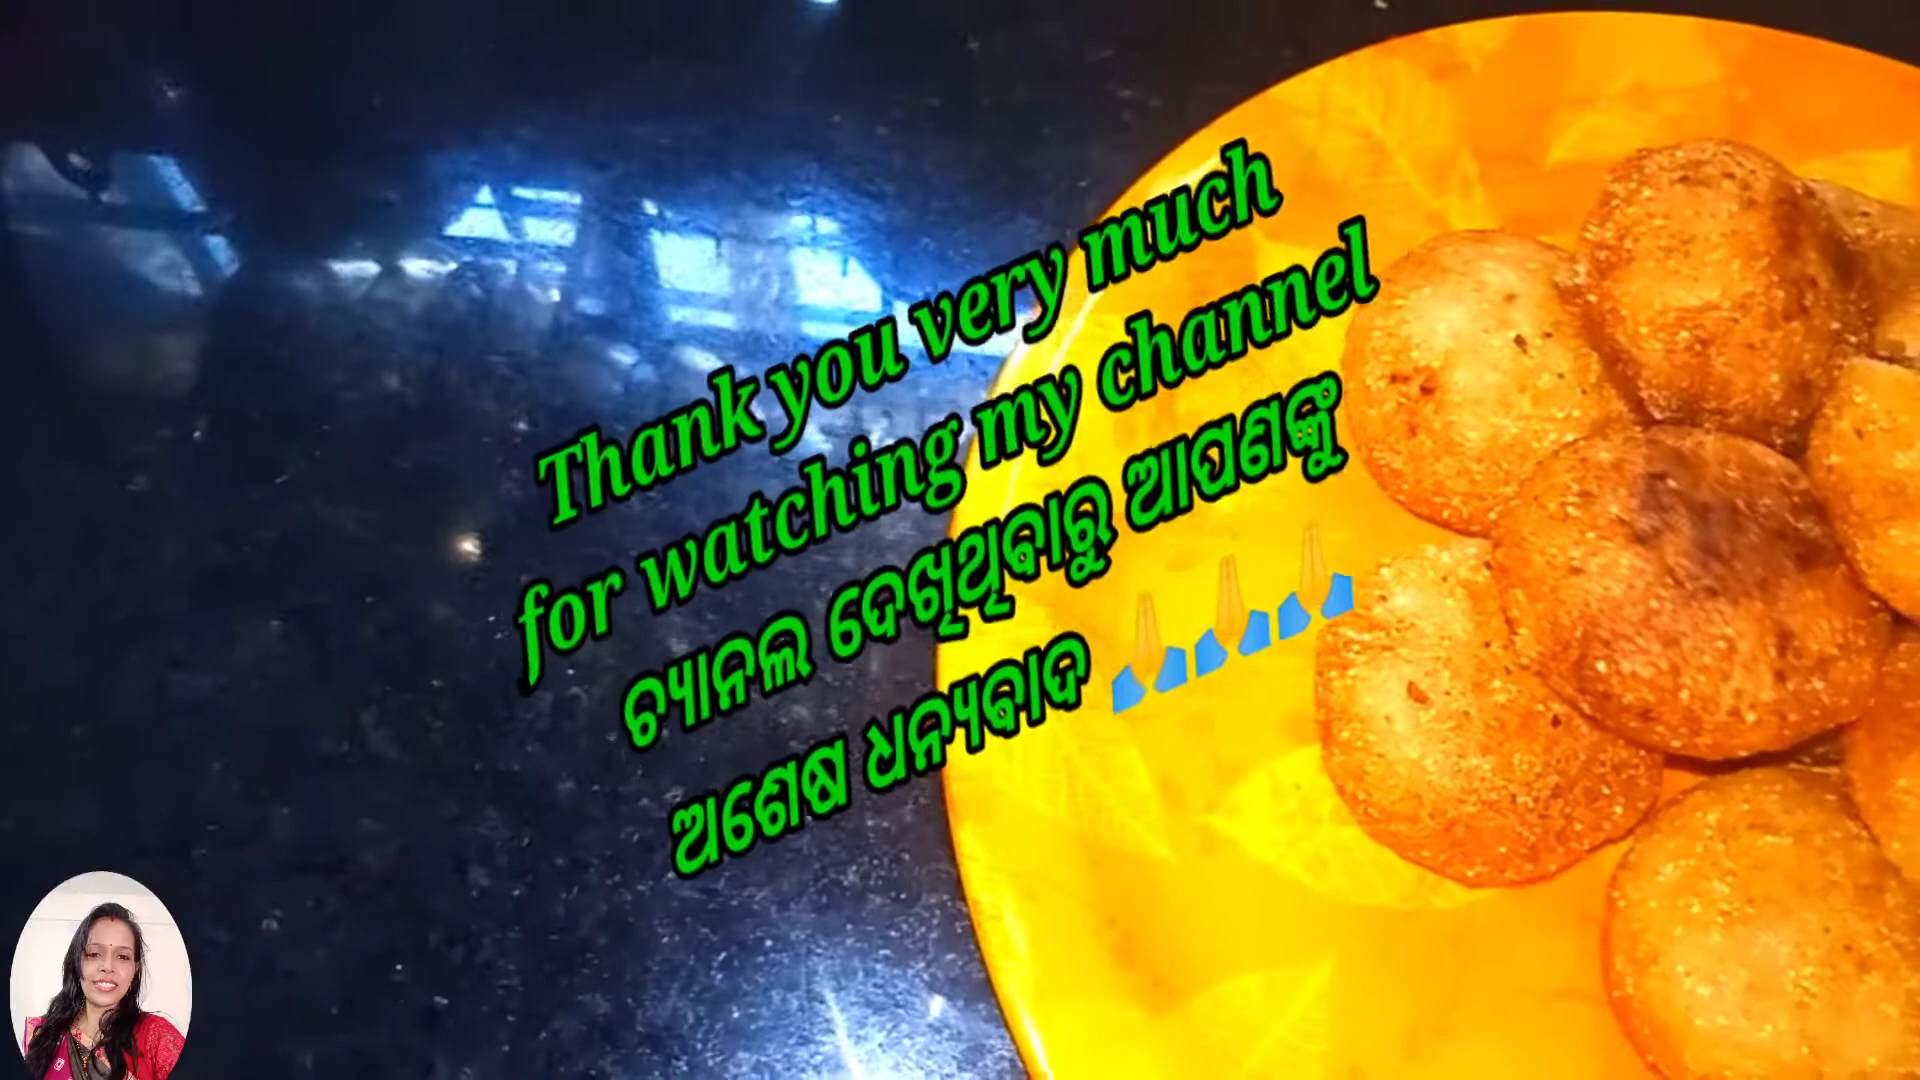 Thank you very much
for watching my channel
ଚ୍ୟାନଲ ଦେଖିଥିବାରୁ ଆପଣଙ୍କୁ
ଅଶେଷ ଧନ୍ୟବାଦ 🙏🏻🙏🏻🙏🏻